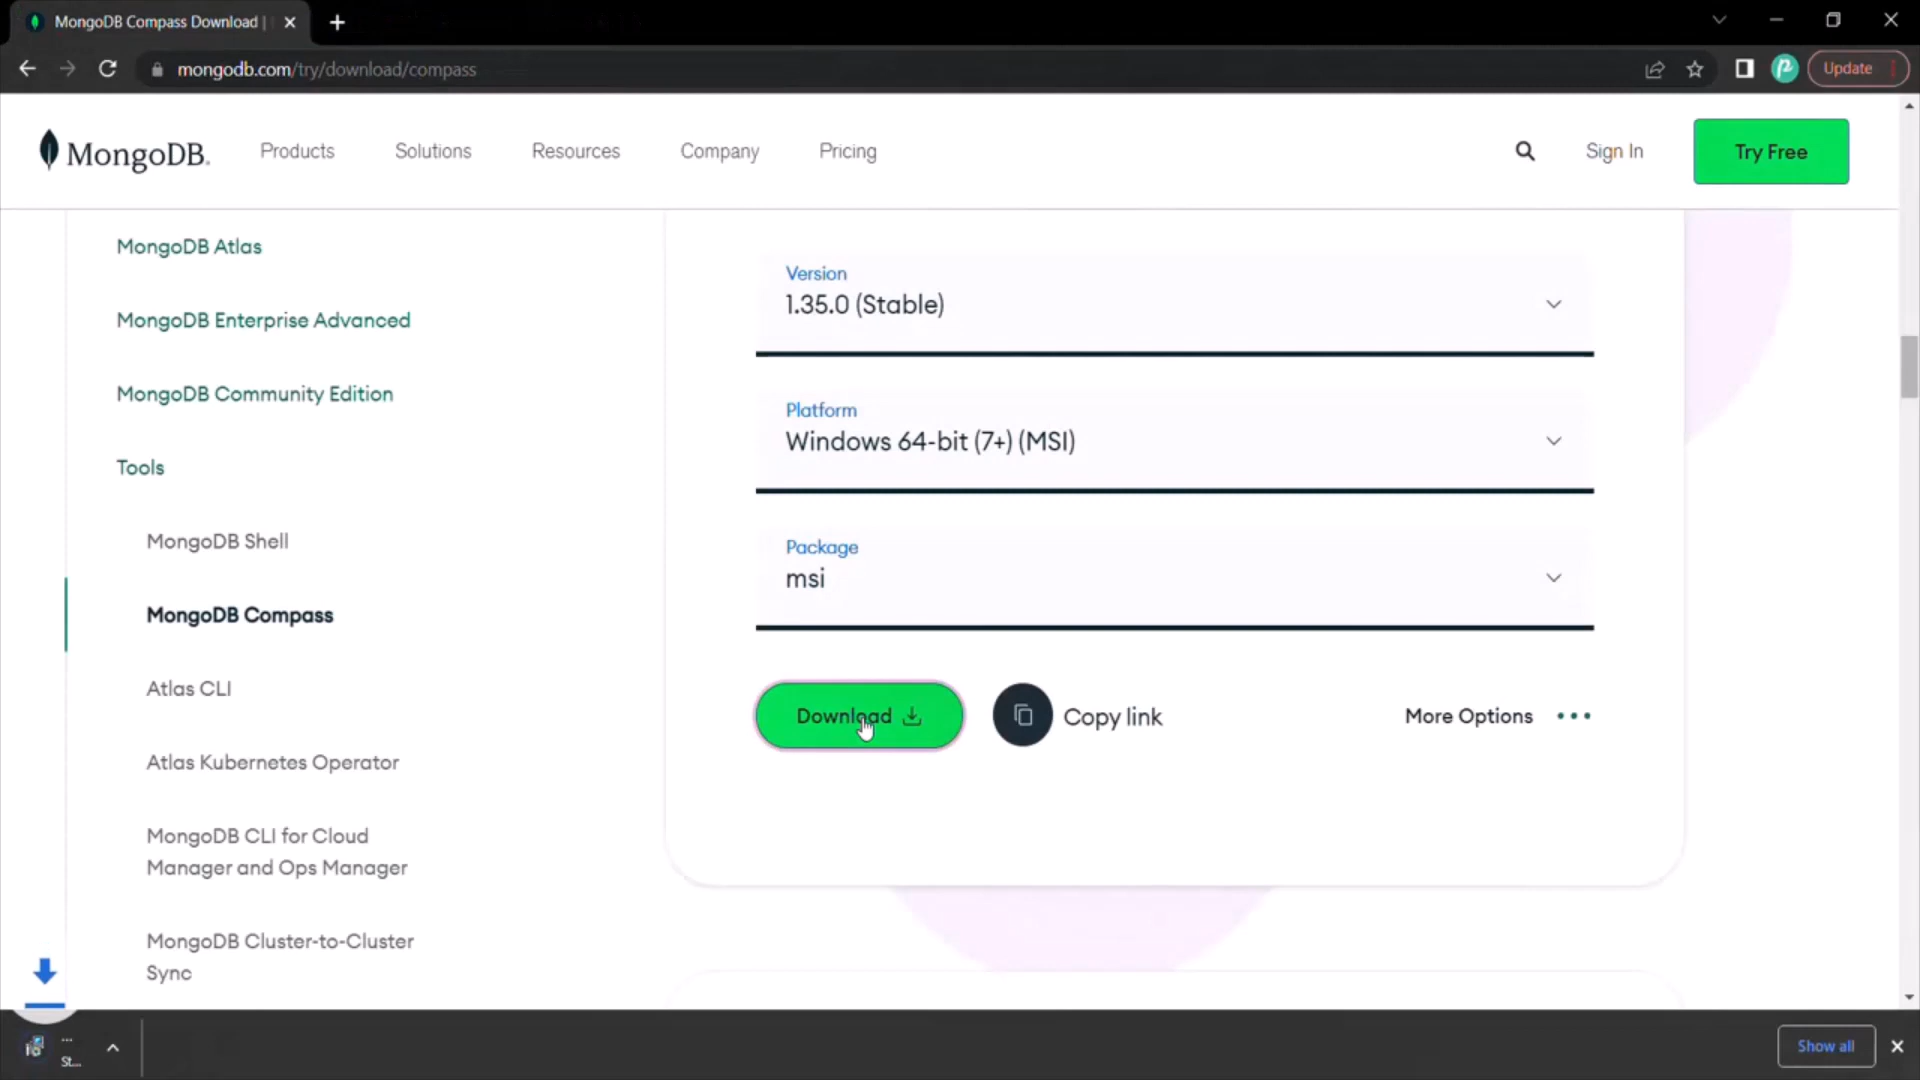 MongoDB Compass Download |
mongodb.com/try/download/compass
Update
MongoDB.
Products
Solutions
Resources
Company
Pricing
Sign In
Try Free
MongoDB Atlas
MongoDB Enterprise Advanced
MongoDB Community Edition
Tools
MongoDB Shell
MongoDB Compass
Atlas CLI
Atlas Kubernetes Operator
MongoDB CLI for Cloud
Manager and Ops Manager
MongoDB Cluster-to-Cluster
Sync
Version
1.35.0 (Stable)
Platform
Windows 64-bit (7+) (MSI)
Package
msi
Download
Copy link
More Options
...
St...
Show all